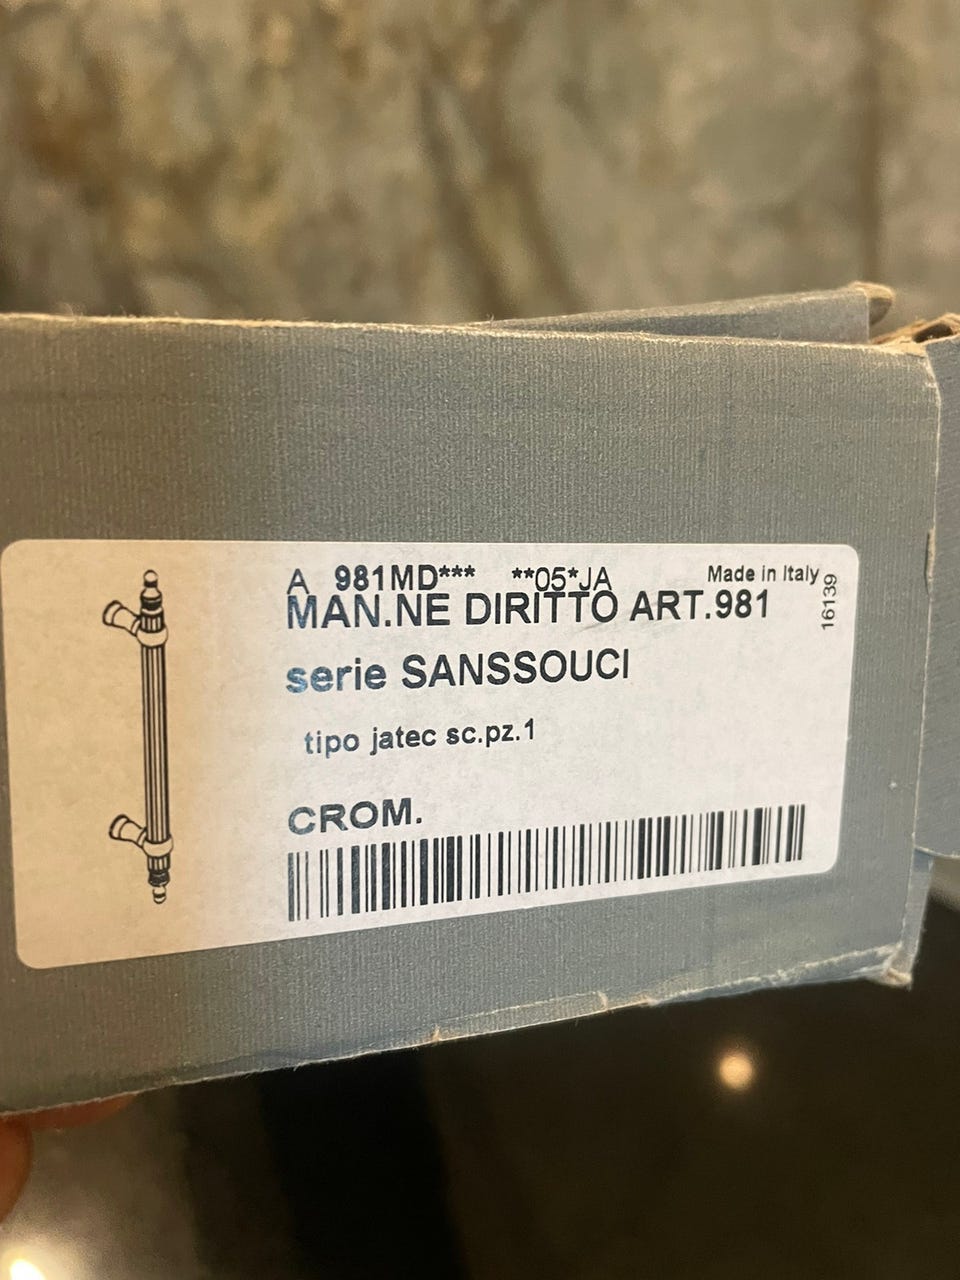 A 981MD*** **05*JA Made in Italy
16139
MAN.NE DIRITTO ART.981
serie SANSSOUCI
tipo jatec sc.pz.1
CROM.